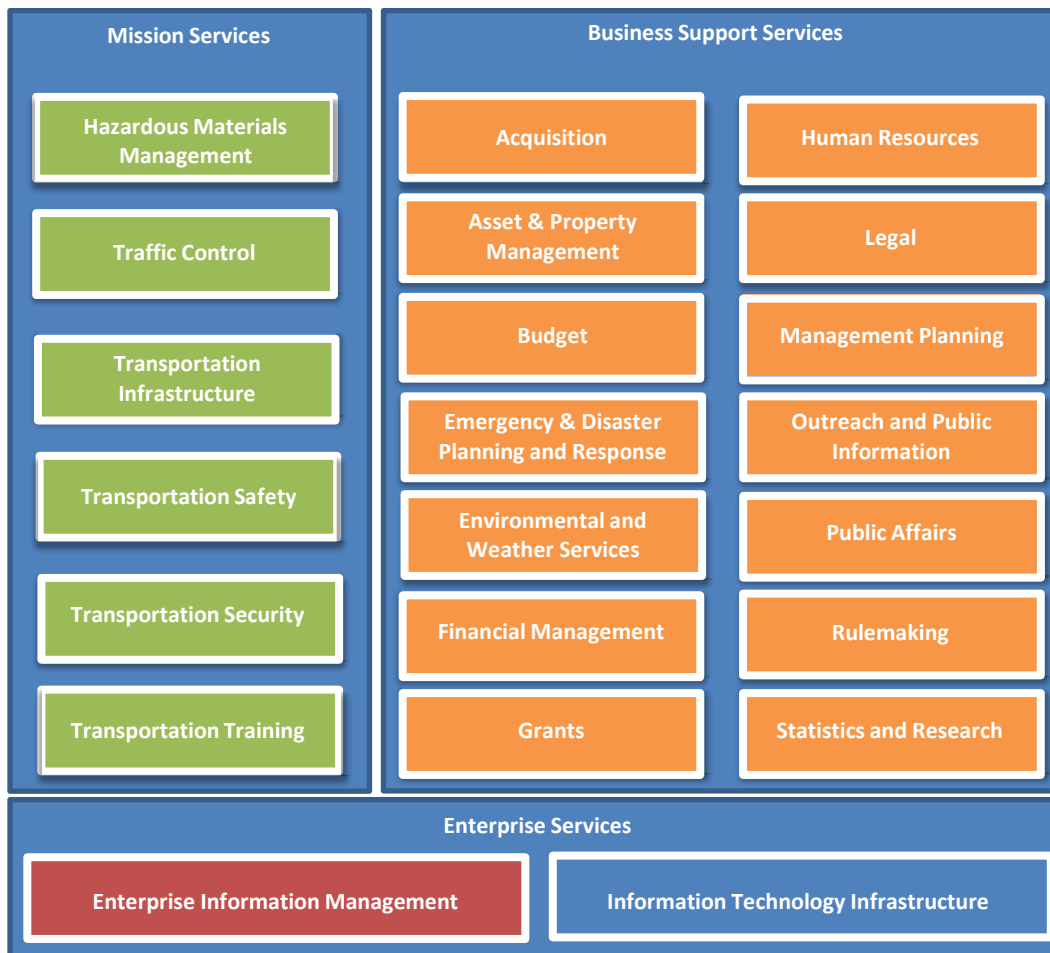 Mission Services
Hazardous Materials
Management
Traffic Control
Transportation
Infrastructure
Transportation Safety
Transportation Security
Transportation Training
Business Support Services
Acquisition
Asset & Property
Management
Budget
Emergency & Disaster
Planning and Response
Environmental and
Weather Services
Financial Management
Grants
Human Resources
Legal
Management Planning
Outreach and Public
Information
Public Affairs
Rulemaking
Statistics and Research
Enterprise Services
Enterprise Information Management
Information Technology Infrastructure